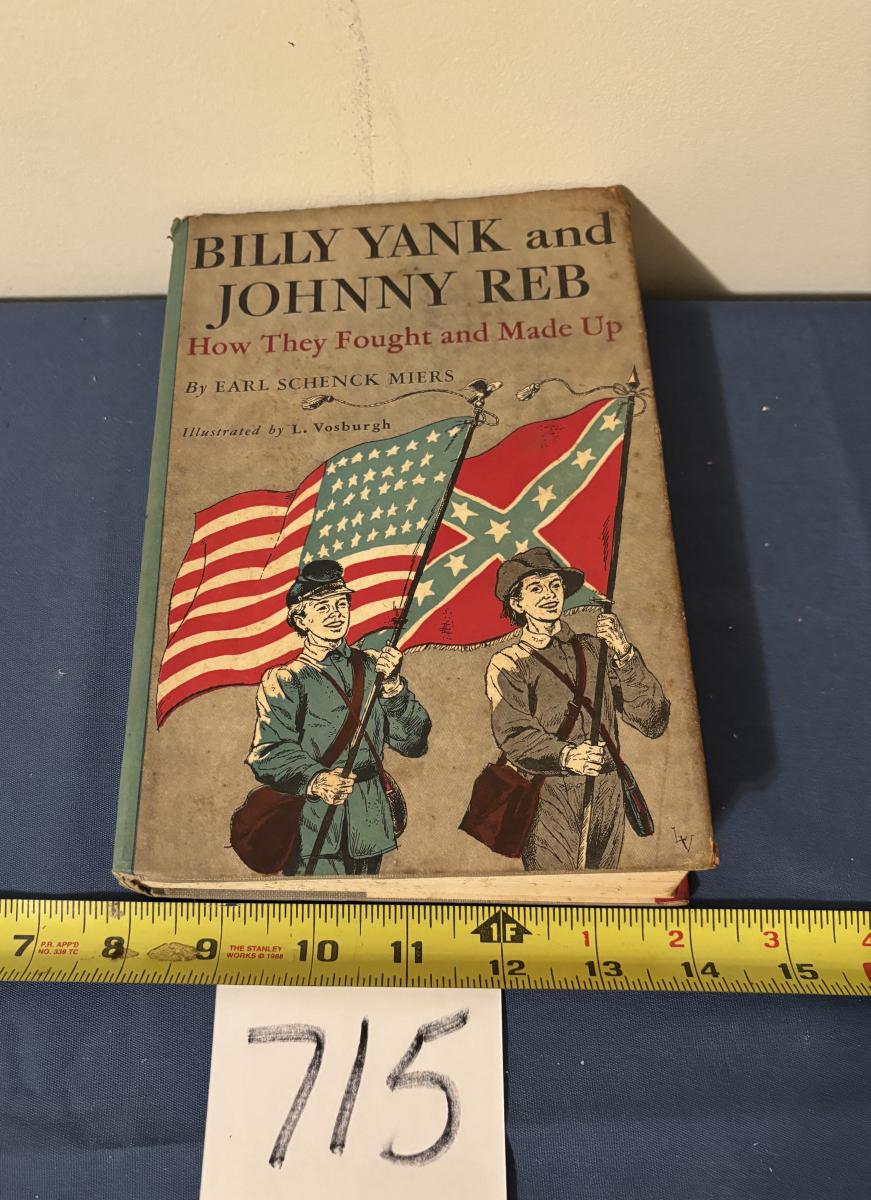 BILLY YANK and
JOHNNY REB
How They Fought and Made Up
By EARL SCHENCK MIERS
Illustrated by L. Vosburgh
LV
1F
1 2 3 4
7 P.R. APP'D 8 9 THE STANLEY 10 11 12 13 14 15
NO. 339 TC WORKS © 1988
715